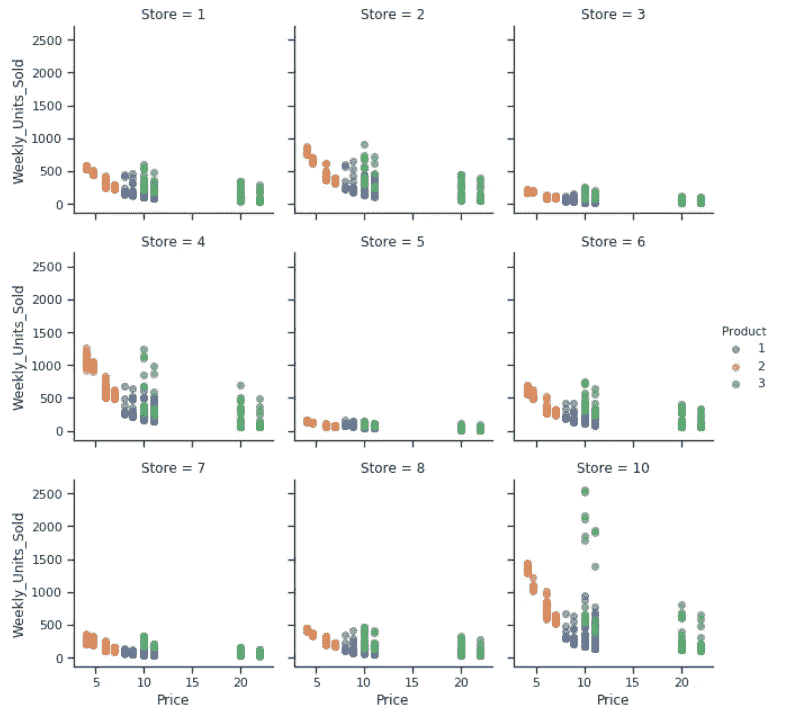 Store = 1
Store = 2
Store = 3
Weekly_Units_Sold
2500
2000
1500
1000
500
0
Store = 4
Store = 5
Store = 6
Weekly_Units_Sold
2500
2000
1500
1000
500
0
Product
1
2
3
Store = 7
Store = 8
Store = 10
Weekly_Units_Sold
2500
2000
1500
1000
500
0
5 10 15 20
5 10 15 20
5 10 15 20
Price
Price
Price